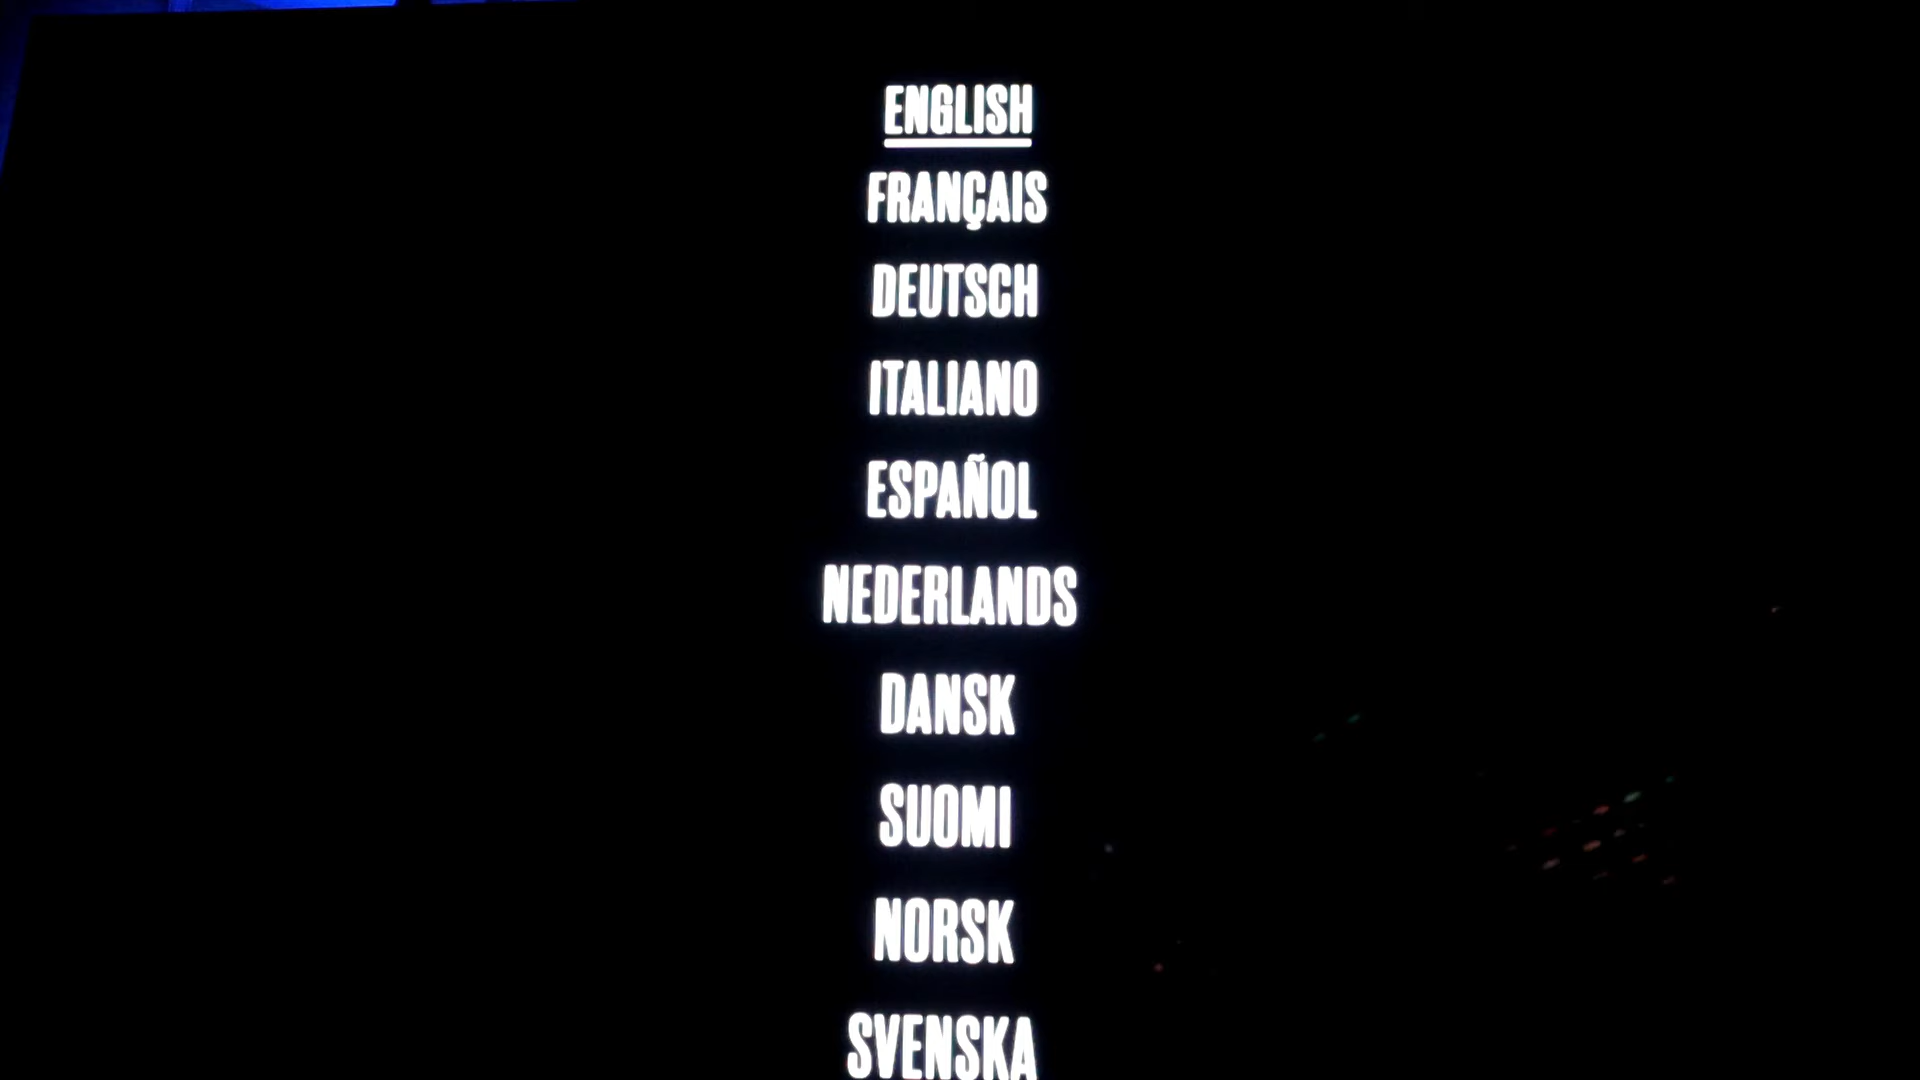 ENGLISH
FRANÇAIS
DEUTSCH
ITALIANO
ESPAÑOL
NEDERLANDS
DANSK
SUOMI
NORSK
SVENSKA